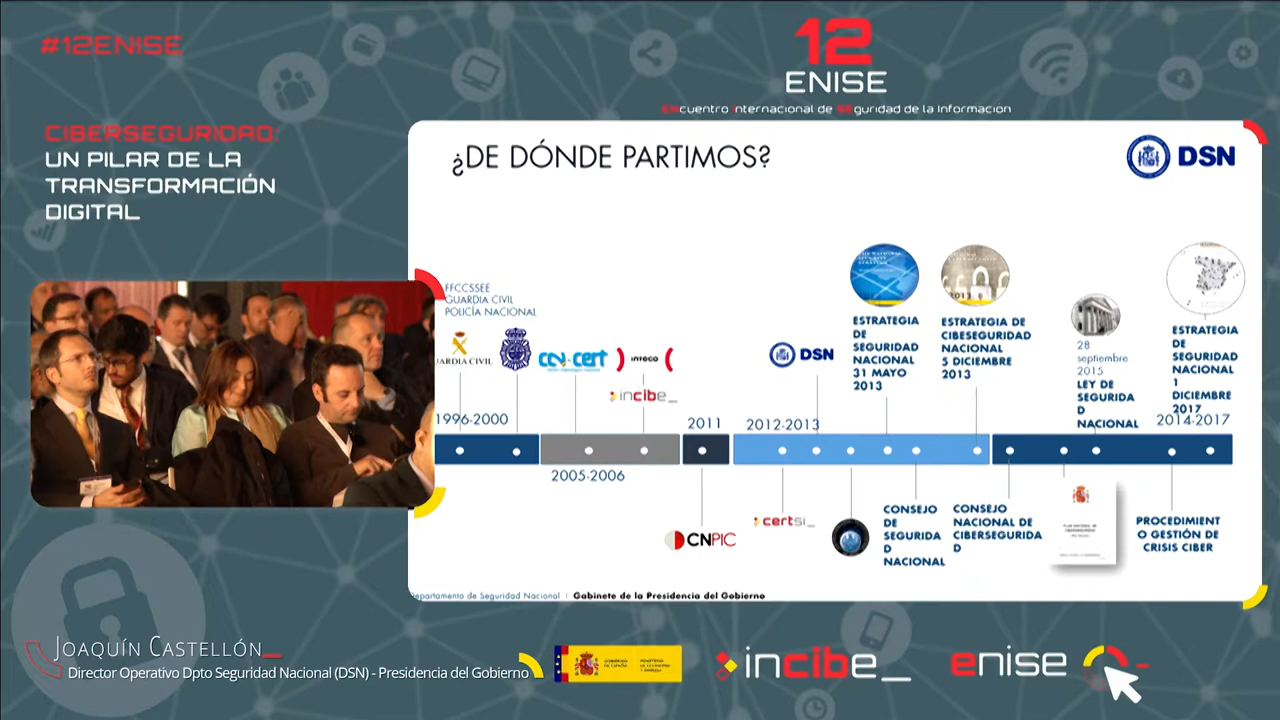 #12ENISE
12
ENISE
ENcuentro Internacional de SEguridad de la Información
CIBERSEGURIDAD:
UN PILAR DE LA
TRANSFORMACIÓN
DIGITAL
¿DE DÓNDE PARTIMOS?
DSN
FFCCSSEE
GUARDIA CIVIL
POLICÍA NACIONAL
UARDIA CIVIL
ccn-cert
INTECO
incibe_
DSN
ESTRATEGIA
DE
SEGURIDAD
NACIONAL
31 MAYO
2013
2013
ESTRATEGIA DE
CIBESEGURIDAD
NACIONAL
5 DICIEMBRE
2013
28
septiembre
2015
LEY DE
SEGURIDA
D
NACIONAL
ESTRATEGIA
DE
SEGURIDAD
NACIONAL
1
DICIEMBRE
2017
1996-2000
2005-2006
2011
2012-2013
2014-2017
CNPIC
certsi_
CONSEJO
DE
SEGURIDA
D
NACIONAL
CONSEJO
NACIONAL DE
CIBERSEGURIDA
D
PROCEDIMIENT
O GESTIÓN DE
CRISIS CIBER
epartamento de Seguridad Nacional | Gabinete de la Presidencia del Gobierno
JOAQUÍN CASTELLÓN_
Director Operativo Dpto Seguridad Nacional (DSN) - Presidencia del Gobierno
incibe_
enise